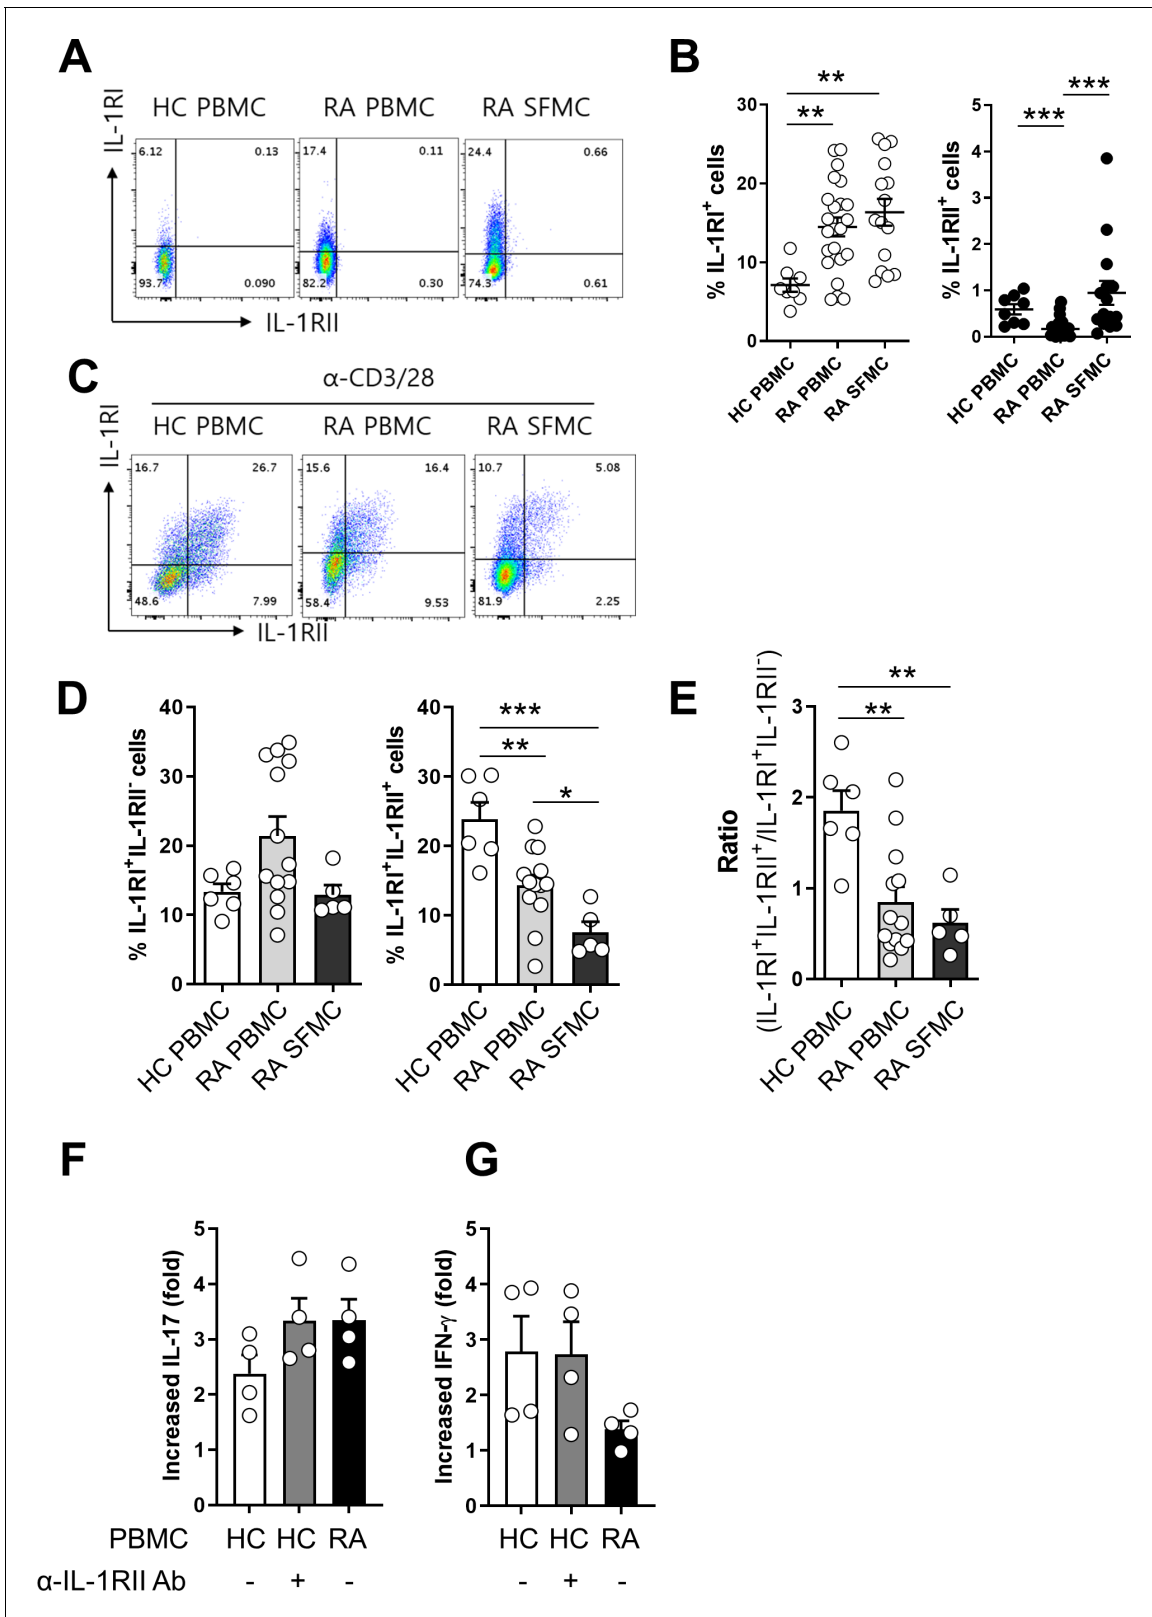 A
IL-1RI
HC PBMC
RA PBMC
RA SFMC
6.12
0.13
17.4
0.11
24.4
0.66
93.7
0.090
82.2
0.30
74.3
0.61
IL-1RII
B
% IL-1RI+ cells
30
20
10
0
**
**
HC PBMC
RA PBMC
RA SFMC
% IL-1RII+ cells
5
4
3
2
1
0
***
***
HC PBMC
RA PBMC
RA SFMC
C
α-CD3/28
IL-1RI
HC PBMC
RA PBMC
RA SFMC
16.7
26.7
15.6
16.4
10.7
5.08
48.6
7.99
58.4
9.53
81.9
2.25
IL-1RII
D
% IL-1RI+IL-1RII- cells
40
30
20
10
0
HC PBMC
RA PBMC
RA SFMC
% IL-1RI+IL-1RII+ cells
40
30
20
10
0
***
**
*
HC PBMC
RA PBMC
RA SFMC
E
Ratio
(IL-1RI+IL-1RII+/IL-1RI+IL-1RII-)
3
2
1
0
**
**
HC PBMC
RA PBMC
RA SFMC
F
Increased IL-17 (fold)
5
4
3
2
1
0
G
Increased IFN-γ (fold)
5
4
3
2
1
0
PBMC HC HC RA HC HC RA
α-IL-1RII Ab - + - - + -